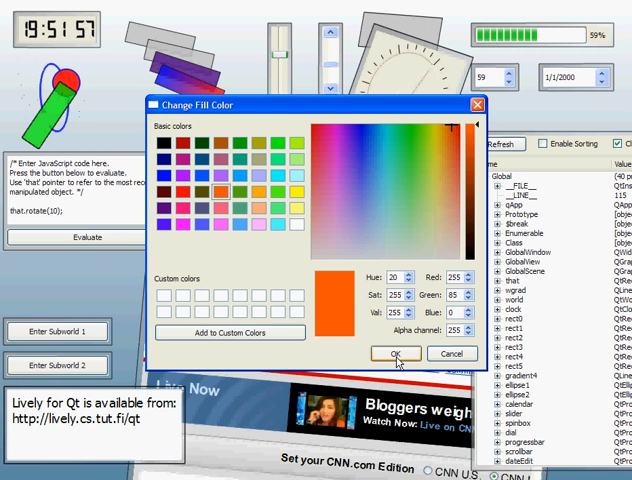 19:51 57
59%
59
1/1/2000
Change Fill Color
Basic colors
Refresh
Enable Sorting
/* Enter JavaScript code here.
Press the button below to evaluate.
Use 'that' pointer to refer to the most
manipulated object. */
that.rotate(10);
Evaluate
Global
(40
__FILE__
__LINE__
115
qApp
Prototype
$break
Enumerable
Class
GlobalWindow
GlobalView
GlobalScene
that
wgrad
world
clock
rect0
rect1
rect2
rect3
rect4
rect5
gradient4
ellipse1
ellipse2
calendar
slider
spinbox
dial
progressbar
scrollbar
dateEdit
Custom colors
Hue: 20
Red: 255
Sat: 255
Green: 85
Val: 255
Blue: 0
Alpha channel: 255
Add to Custom Colors
OK
Cancel
Enter Subworld 1
Enter Subworld 2
Lively for Qt is available from:
http://lively.cs.tut.fi/qt
Live Now
Bloggers weigh
Watch Now: Live on CN
Set your CNN.com Edition
CNN U.S.
CNN